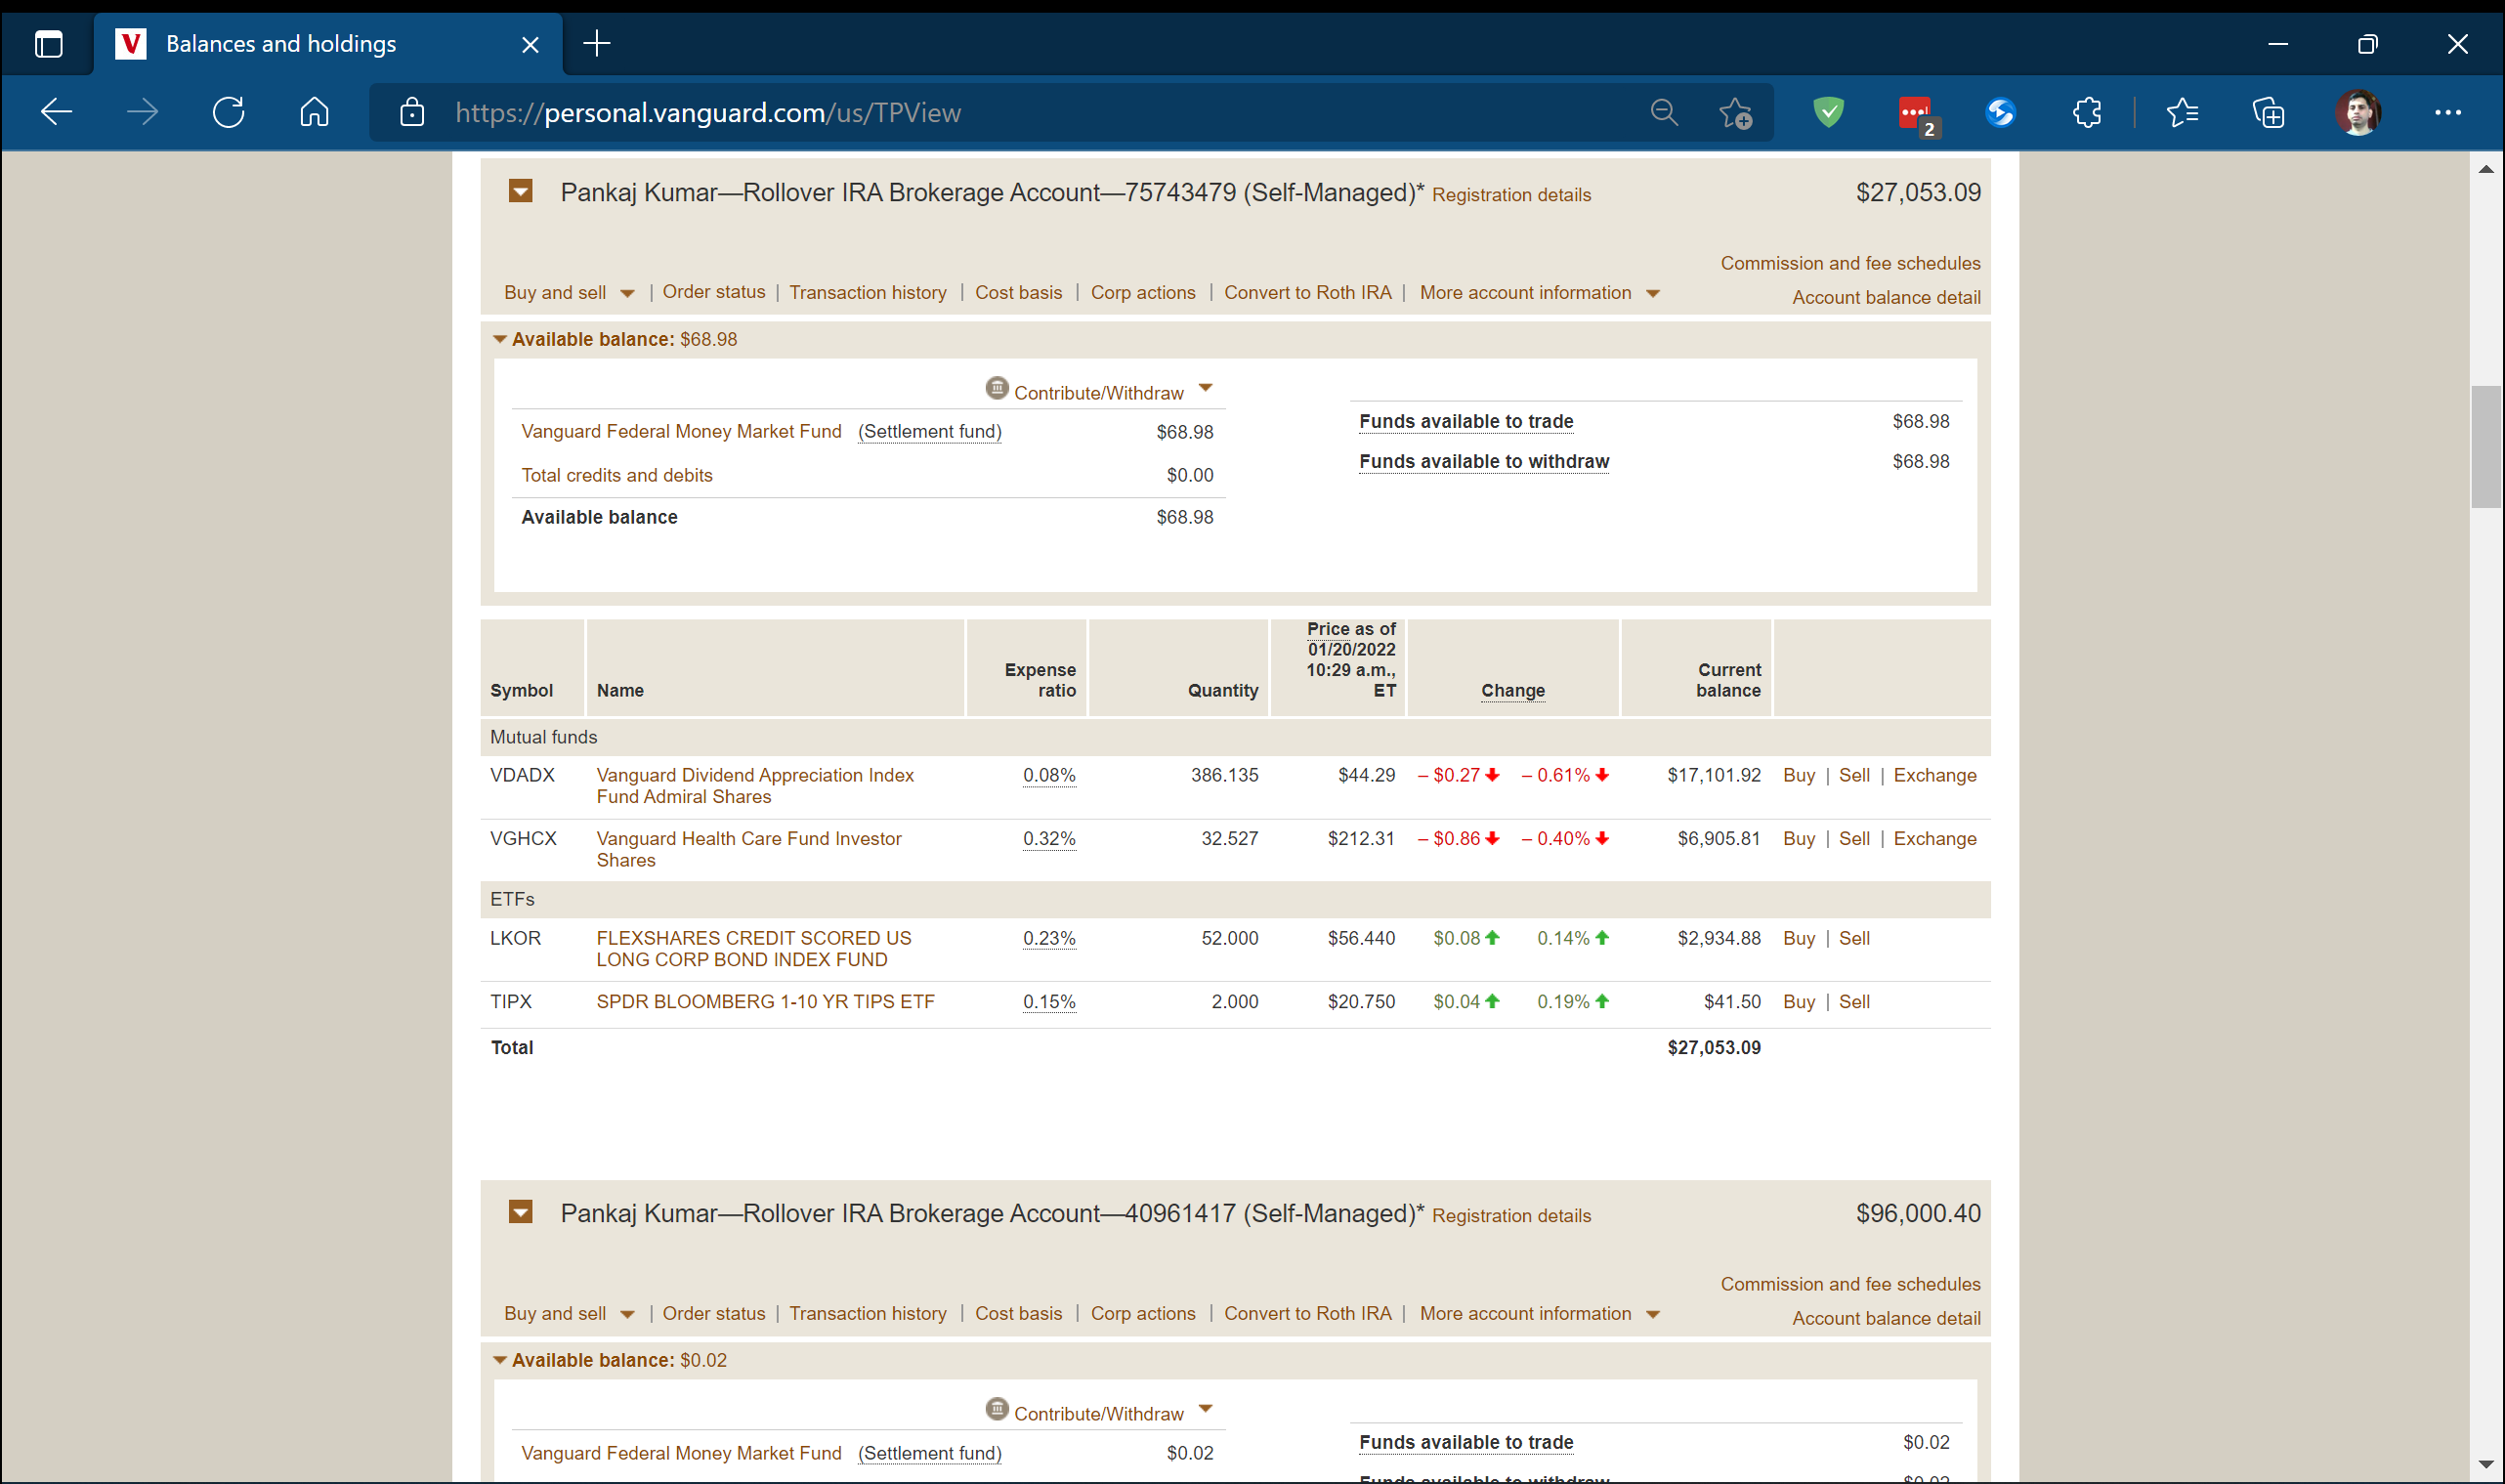 Balances and holdings
https://personal.vanguard.com/us/TPView
2
Pankaj Kumar—Rollover IRA Brokerage Account—75743479 (Self-Managed)* Registration details $27,053.09
Commission and fee schedules
Buy and sell | Order status | Transaction history | Cost basis | Corp actions | Convert to Roth IRA | More account information
Account balance detail
Available balance: $68.98
Contribute/Withdraw
Vanguard Federal Money Market Fund (Settlement fund) $68.98
Total credits and debits $0.00
Available balance $68.98
Funds available to trade $68.98
Funds available to withdraw $68.98
Symbol Name Expense ratio Quantity Price as of 01/20/2022 10:29 a.m., ET Change Current balance
Mutual funds
VDADX Vanguard Dividend Appreciation Index 0.08% 386.135 $44.29 – $0.27 – 0.61% $17,101.92 Buy | Sell | Exchange
Fund Admiral Shares
VGHCX Vanguard Health Care Fund Investor 0.32% 32.527 $212.31 – $0.86 – 0.40% $6,905.81 Buy | Sell | Exchange
Shares
ETFs
LKOR FLEXSHARES CREDIT SCORED US 0.23% 52.000 $56.440 $0.08 0.14% $2,934.88 Buy | Sell
LONG CORP BOND INDEX FUND
TIPX SPDR BLOOMBERG 1-10 YR TIPS ETF 0.15% 2.000 $20.750 $0.04 0.19% $41.50 Buy | Sell
Total $27,053.09
Pankaj Kumar—Rollover IRA Brokerage Account—40961417 (Self-Managed)* Registration details $96,000.40
Commission and fee schedules
Buy and sell | Order status | Transaction history | Cost basis | Corp actions | Convert to Roth IRA | More account information
Account balance detail
Available balance: $0.02
Contribute/Withdraw
Vanguard Federal Money Market Fund (Settlement fund) $0.02
Funds available to trade $0.02
Funds available to withdraw $0.02